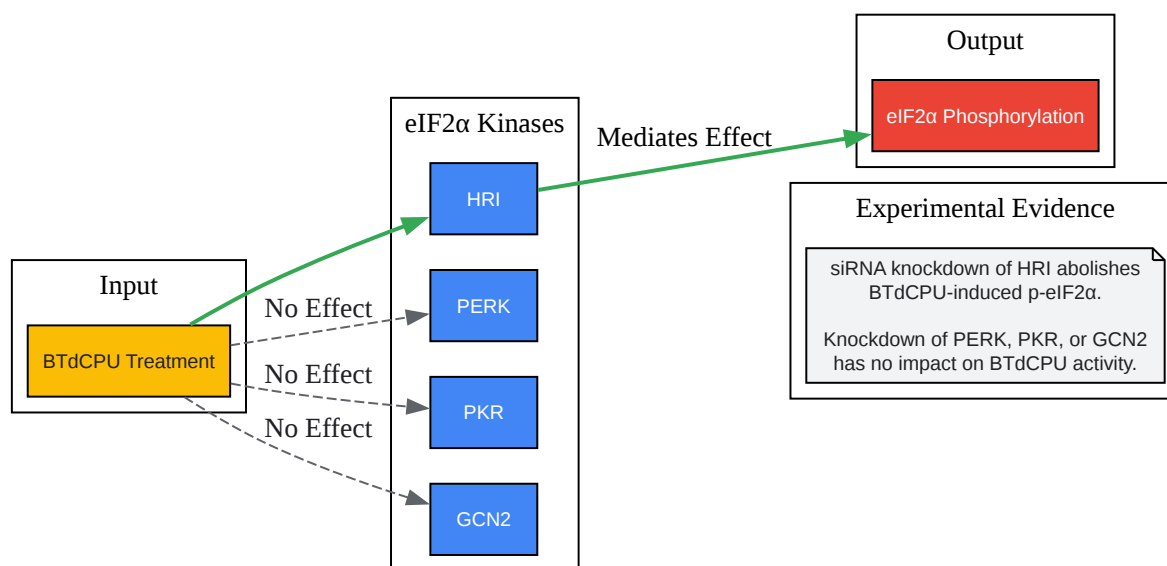 Input
BTdCPU Treatment
No Effect
No Effect
No Effect
eIF2α Kinases
HRI
PERK
PKR
GCN2
Mediates Effect
Output
eIF2α Phosphorylation
Experimental Evidence
siRNA knockdown of HRI abolishes
BTdCPU-induced p-eIF2α.
Knockdown of PERK, PKR, or GCN2
has no impact on BTdCPU activity.